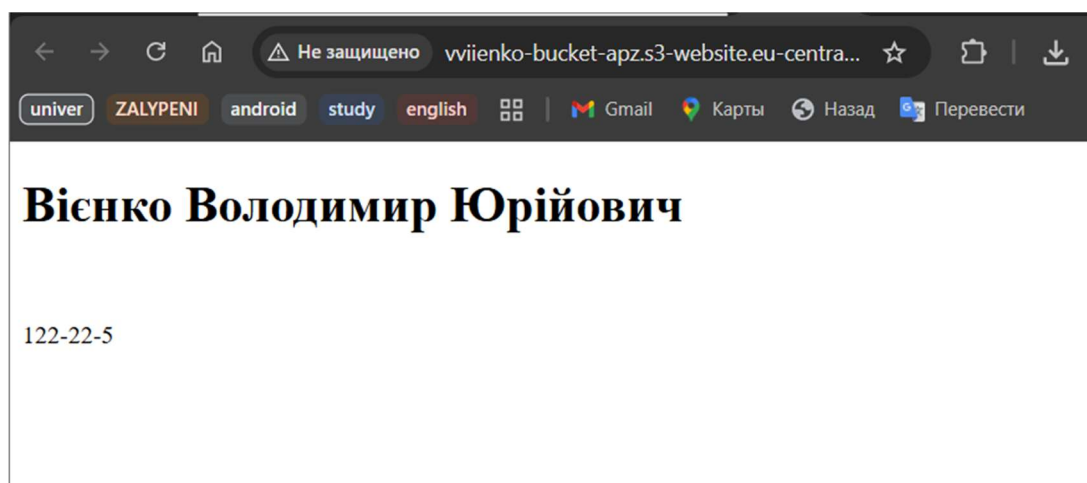 Не защищено vviienko-bucket-apz.s3-website.eu-centra...
univer ZALYPENI android study english Gmail Карты Назад Перевести
Вієнко Володимир Юрійович
122-22-5